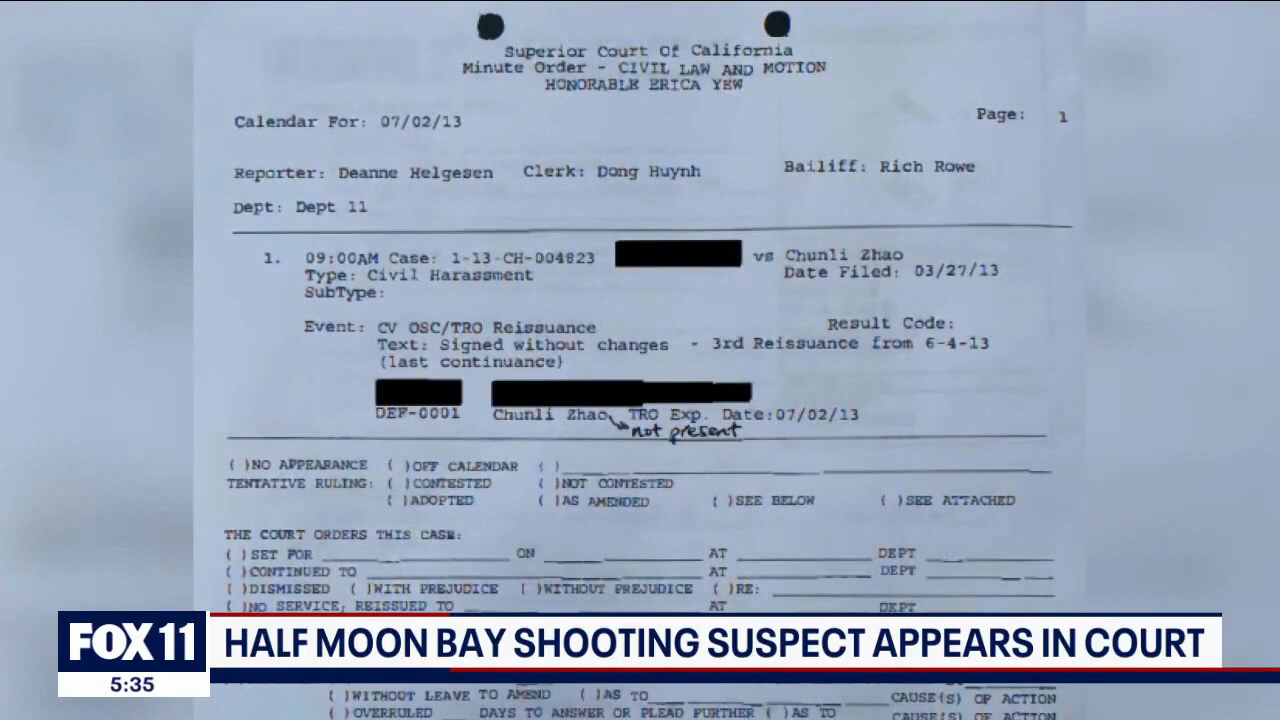 Superior Court Of California
Minute Order - CIVIL LAW AND MOTION
HONORABLE ERICA YEW
Calendar For: 07/02/13
Page: 1
Reporter: Deanne Helgesen Clerk: Dong Huynh Bailiff: Rich Rowe
Dept: Dept 11
1. 09:00AM Case: 1-13-CH-004823 vs Chunli Zhao
Type: Civil Harassment Date Filed: 03/27/13
SubType:
Event: CV OSC/TRO Reissuance Result Code:
Text: Signed without changes - 3rd Reissuance from 6-4-13
(last continuance)
DEF-0001 Chunli Zhao TRO Exp. Date:07/02/13
not present
( )NO APPEARANCE ( )OFF CALENDAR ( )
TENTATIVE RULING: ( )CONTESTED ( )NOT CONTESTED
( )ADOPTED ( )AS AMENDED ( )SEE BELOW ( )SEE ATTACHED
THE COURT ORDERS THIS CASE:
( )SET FOR ON AT DEPT
( )CONTINUED TO AT DEPT
( )DISMISSED ( )WITH PREJUDICE ( )WITHOUT PREJUDICE ( )RE:
( )NO SERVICE; REISSUED TO AT DEPT
FOX 11 HALF MOON BAY SHOOTING SUSPECT APPEARS IN COURT
5:35
( )WITHOUT LEAVE TO AMEND ( )AS TO CAUSE(S) OF ACTION
( )OVERRULED DAYS TO ANSWER OR PLEAD FURTHER ( )AS TO CAUSE(S) OF ACTION